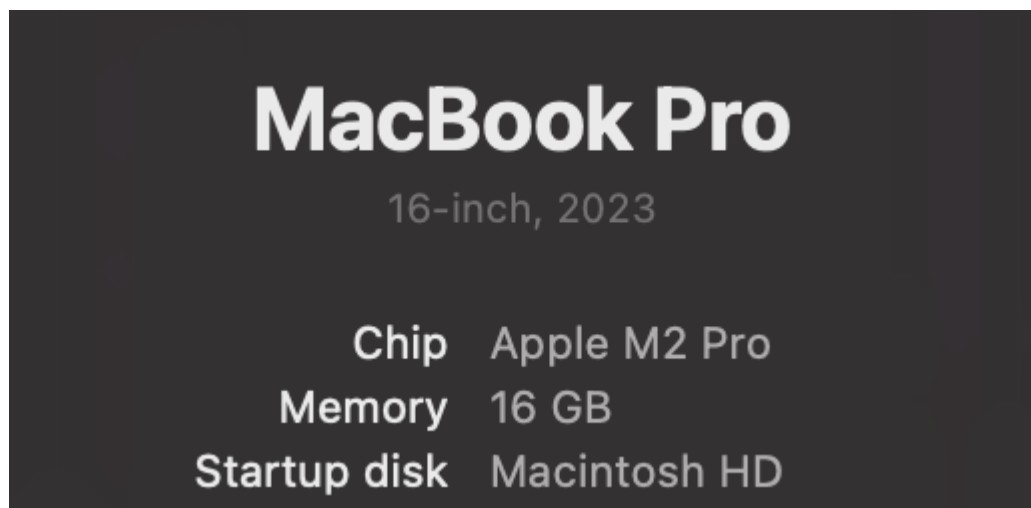 MacBook Pro
16-inch, 2023
Chip Apple M2 Pro
Memory 16 GB
Startup disk Macintosh HD